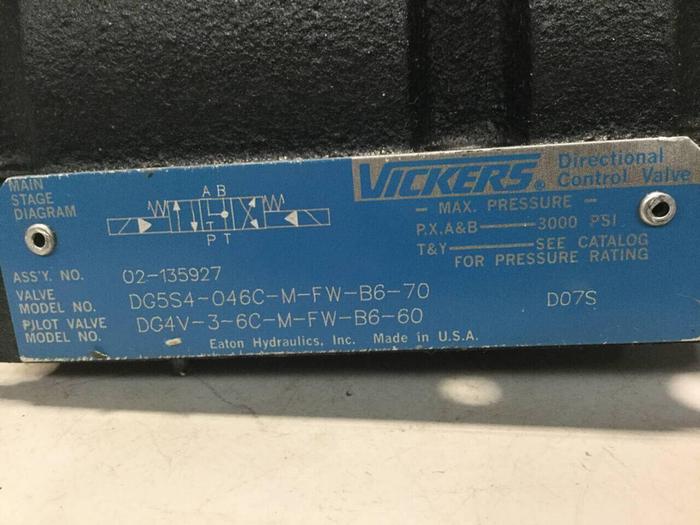 MAIN
STAGE
DIAGRAM
A B
P T
VICKERS® Directional
Control Valve
— MAX. PRESSURE —
P,X,A&B——3000 PSI
T&Y——SEE CATALOG
FOR PRESSURE RATING
ASS'Y. NO. 02-135927
VALVE
MODEL NO. DG5S4-046C-M-FW-B6-70
D07S
PILOT VALVE
MODEL NO. DG4V-3-6C-M-FW-B6-60
Eaton Hydraulics, Inc. Made in U.S.A.